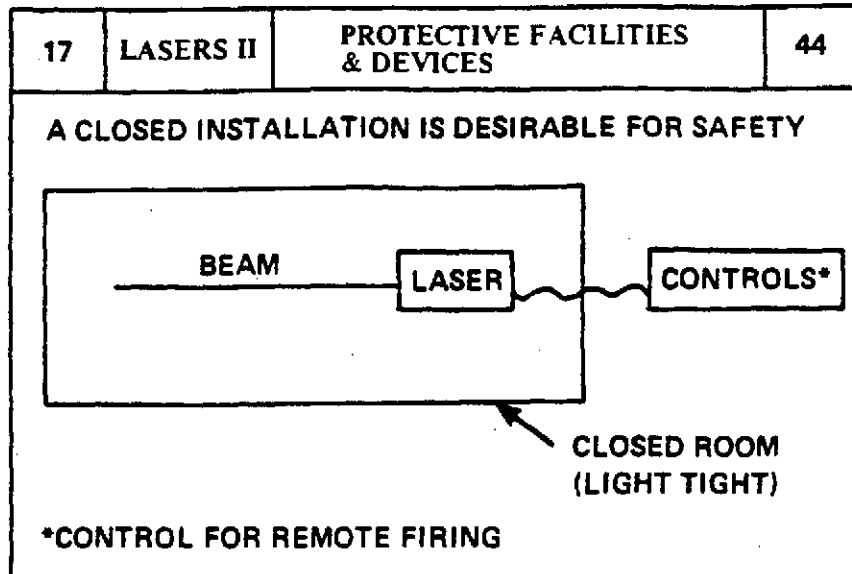 17
LASERS II
PROTECTIVE FACILITIES
& DEVICES
44
A CLOSED INSTALLATION IS DESIRABLE FOR SAFETY
BEAM
LASER
CONTROLS*
CLOSED ROOM
(LIGHT TIGHT)
*CONTROL FOR REMOTE FIRING